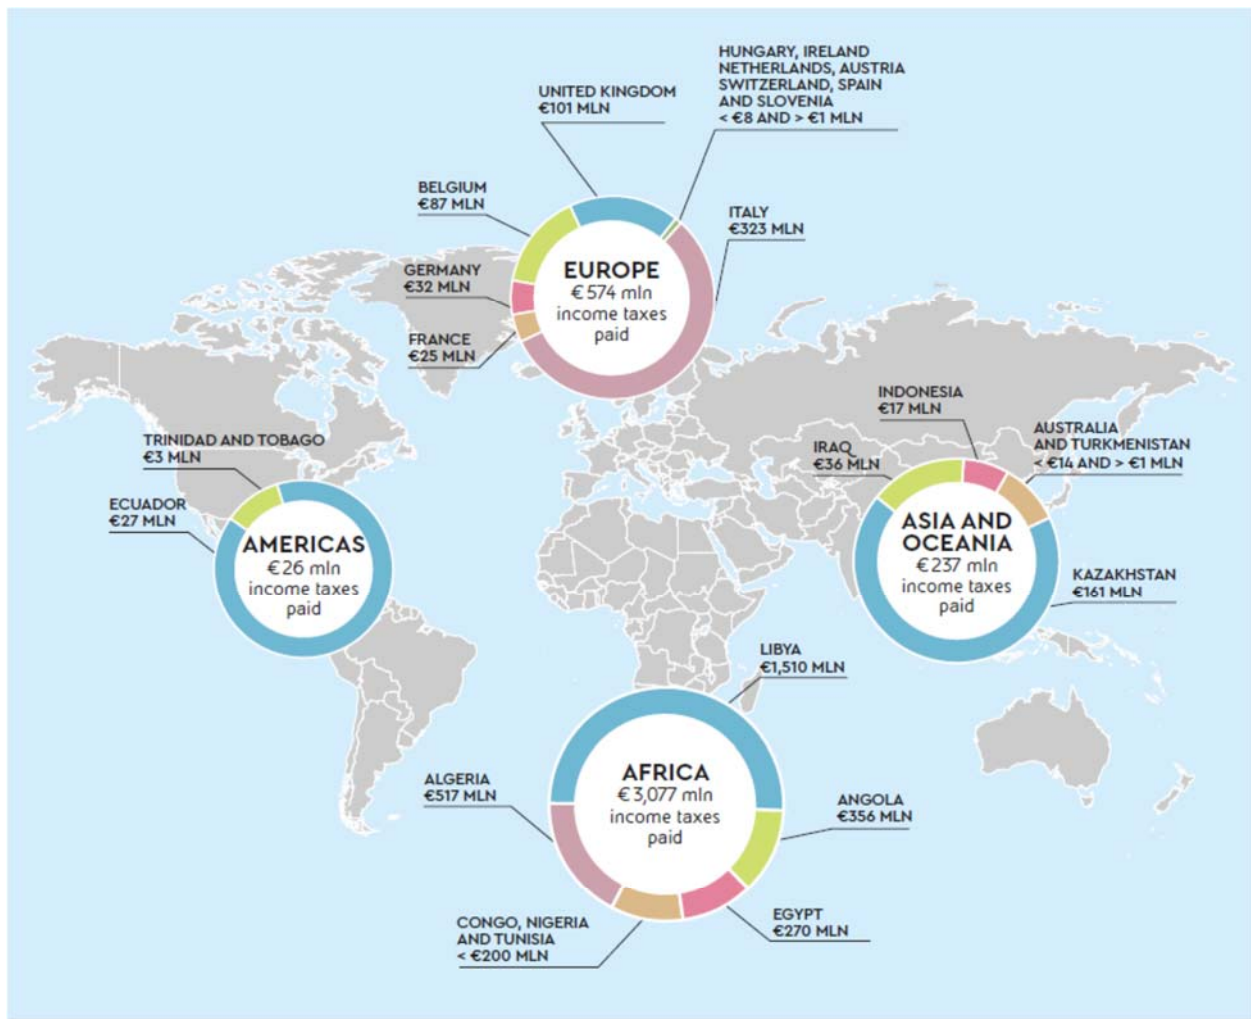 HUNGARY, IRELAND
NETHERLANDS, AUSTRIA
SWITZERLAND, SPAIN
AND SLOVENIA
< €8 AND > €1 MLN
UNITED KINGDOM
€101 MLN
BELGIUM
€87 MLN
ITALY
€323 MLN
GERMANY
€32 MLN
FRANCE
€25 MLN
EUROPE
€574 mln
income taxes
paid
INDONESIA
€17 MLN
AUSTRALIA
AND TURKMENISTAN
< €14 AND > €1 MLN
IRAQ
€36 MLN
TRINIDAD AND TOBAGO
€3 MLN
ECUADOR
€27 MLN
AMERICAS
€26 mln
income taxes
paid
ASIA AND
OCEANIA
€237 mln
income taxes
paid
KAZAKHSTAN
€161 MLN
LIBYA
€1,510 MLN
ALGERIA
€517 MLN
AFRICA
€3,077 mln
income taxes
paid
ANGOLA
€356 MLN
EGYPT
€270 MLN
CONGO, NIGERIA
AND TUNISIA
< €200 MLN